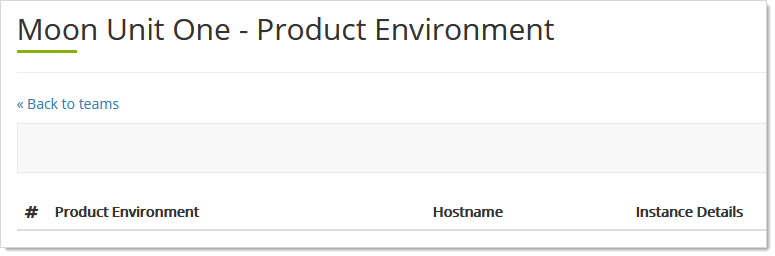 Moon Unit One - Product Environment
« Back to teams
# Product Environment Hostname Instance Details